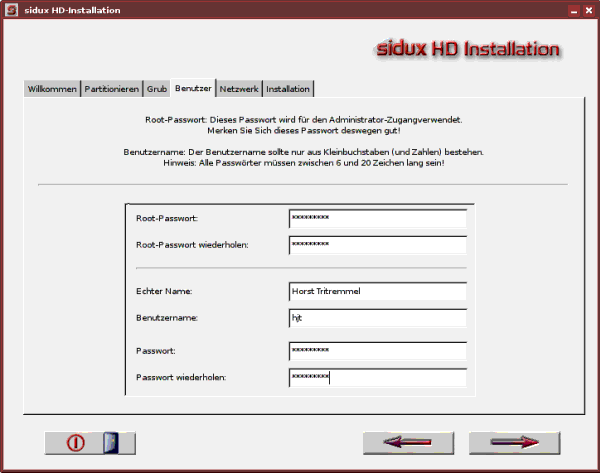 sidux HD-Installation
sidux HD Installation
Willkommen Partitionieren Grub Benutzer Netzwerk Installation
Root-Passwort: Dieses Passwort wird für den Administrator-Zugangverwendet.
Merken Sie Sich dieses Passwort deswegen gut!
Benutzername: Der Benutzername sollte nur aus Kleinbuchstaben (und Zahlen) bestehen.
Hinweis: Alle Passwörter müssen zwischen 6 und 20 Zeichen lang sein!
Root-Passwort: *********
Root-Passwort wiederholen: *********
Echter Name: Horst Tritremmel
Benutzername: hjt
Passwort: *********
Passwort wiederholen: *********